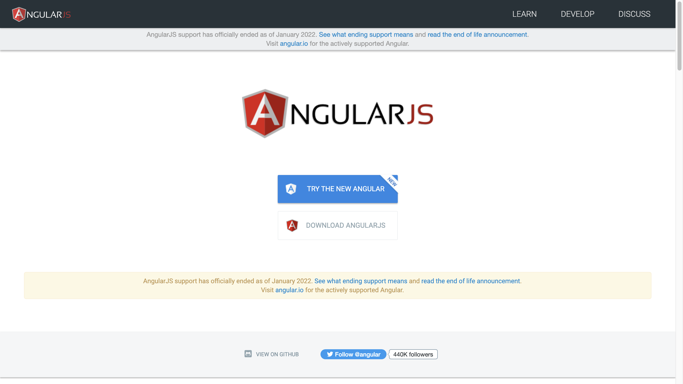 ANGULARJS
LEARN DEVELOP DISCUSS
AngularJS support has officially ended as of January 2022. See what ending support means and read the end of life announcement.
Visit angular.io for the actively supported Angular.
ANGULARJS
NEW
TRY THE NEW ANGULAR
DOWNLOAD ANGULARJS
AngularJS support has officially ended as of January 2022. See what ending support means and read the end of life announcement.
Visit angular.io for the actively supported Angular.
VIEW ON GITHUB Follow @angular 440K followers